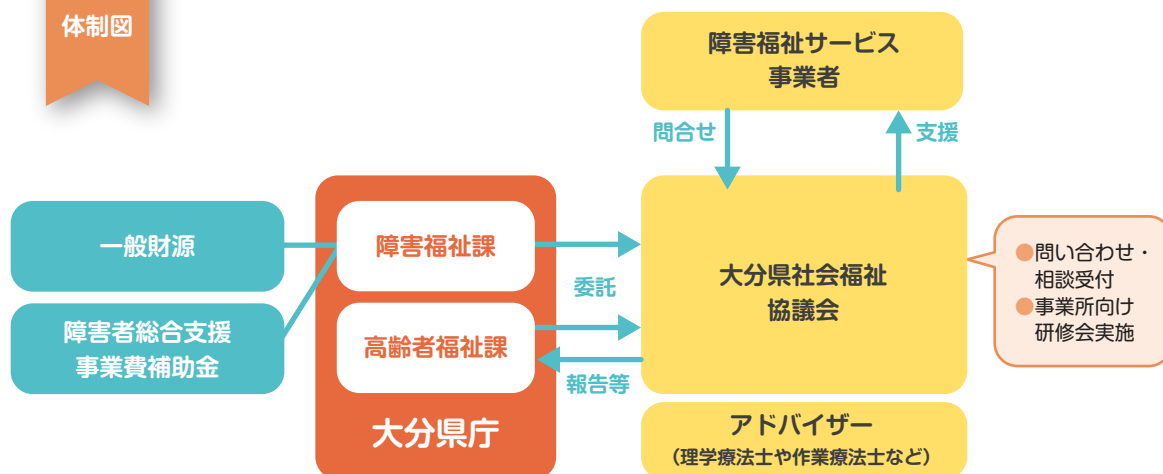 体制図
障害福祉サービス
事業者
問合せ
支援
一般財源
障害者総合支援
事業費補助金
障害福祉課
高齢者福祉課
大分県庁
委託
報告等
大分県社会福祉
協議会
●問い合わせ・
相談受付
●事業所向け
研修会実施
アドバイザー
（理学療法士や作業療法士など）